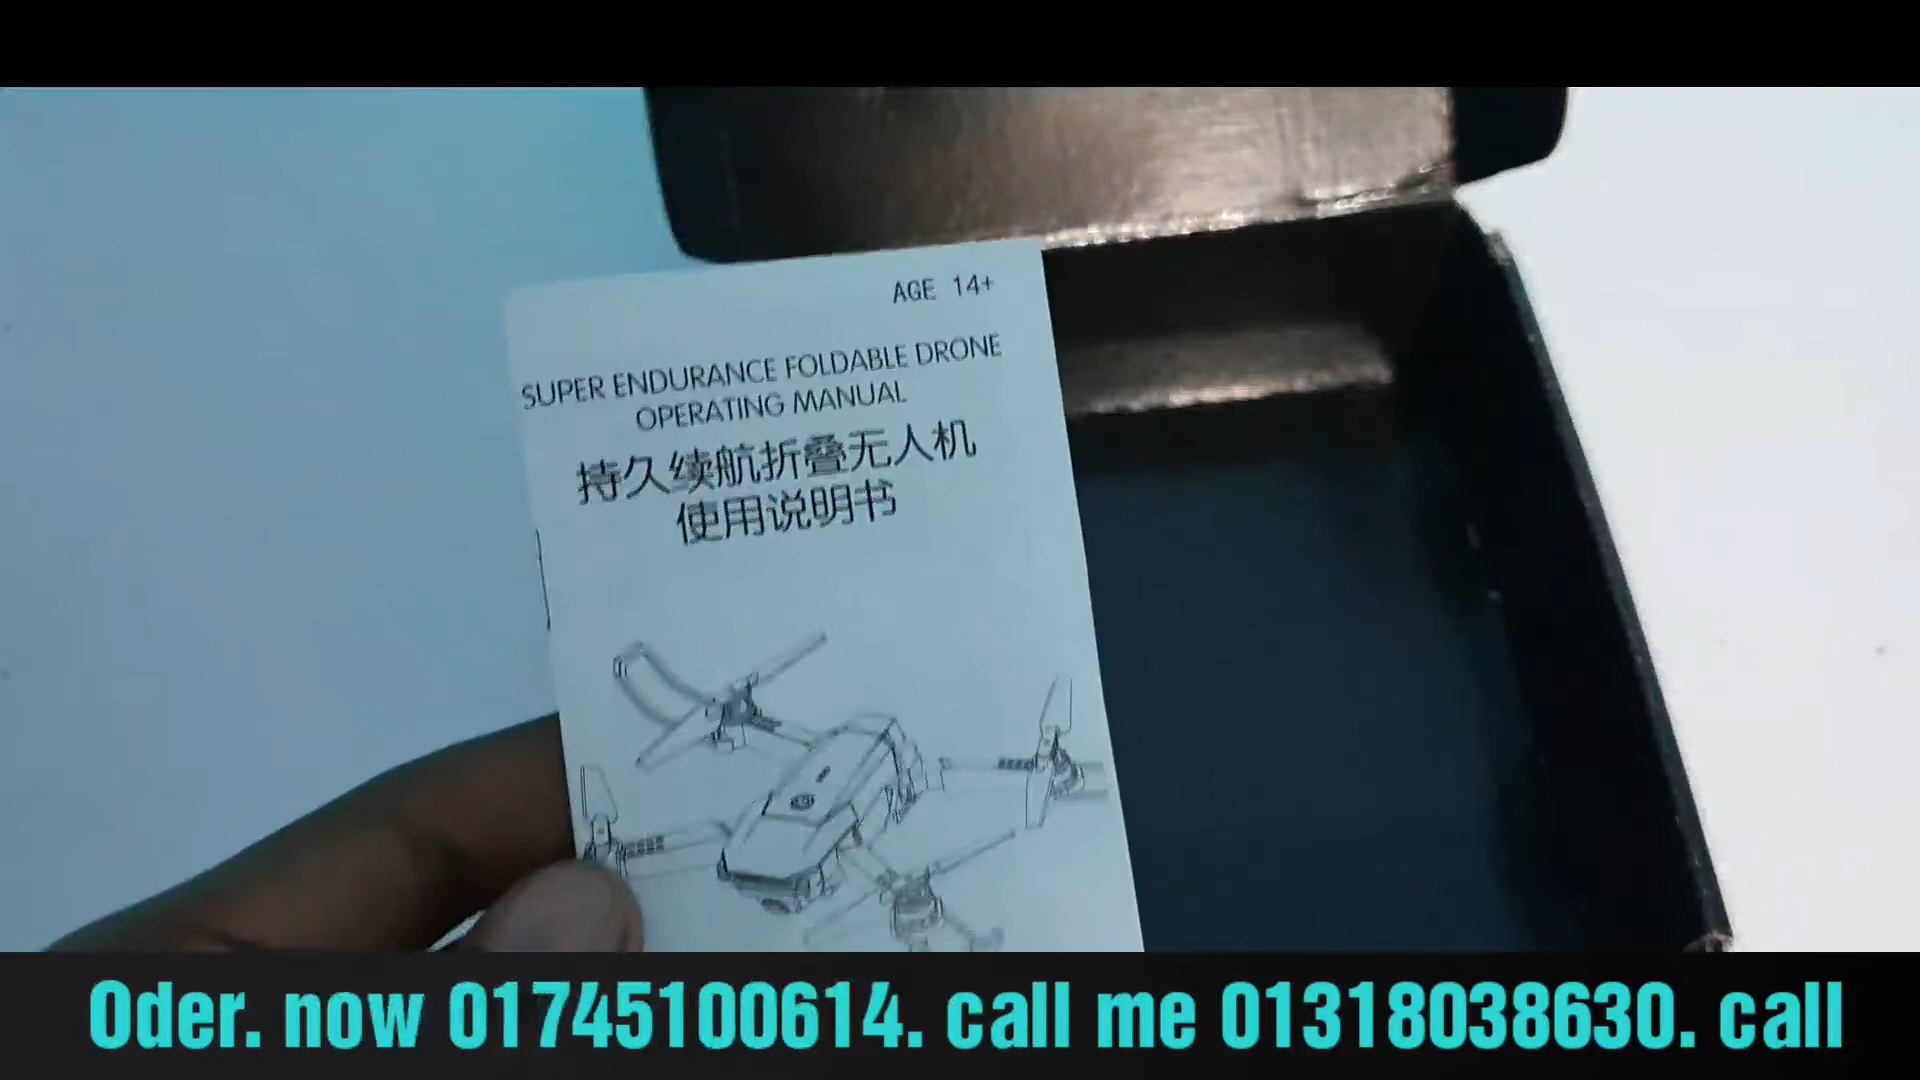 AGE 14+
SUPER ENDURANCE FOLDABLE DRONE
OPERATING MANUAL
持久续航折叠无人机
使用说明书
Oder. now 01745100614. call me 01318038630. call